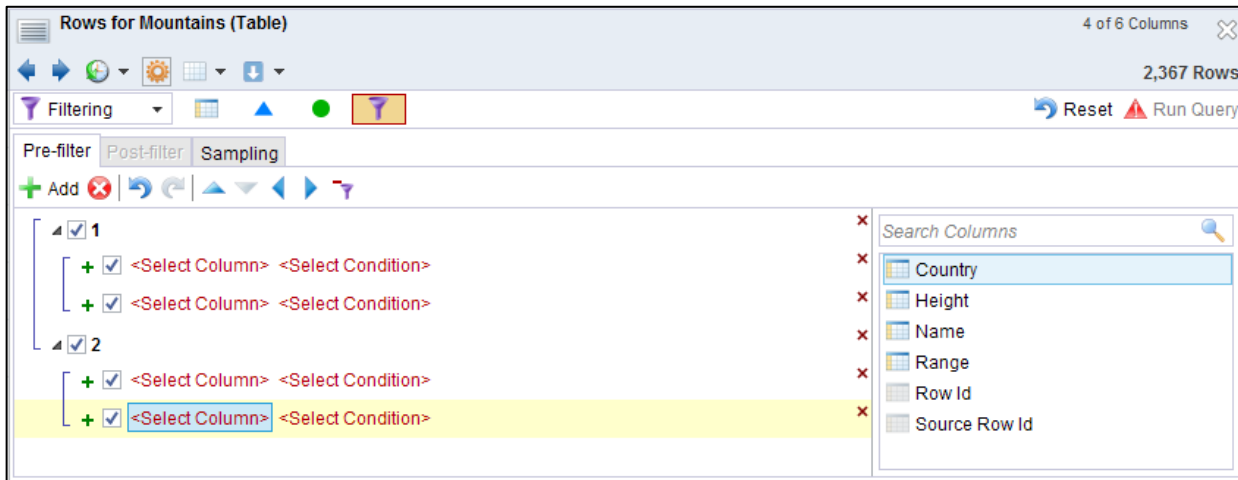 Rows for Mountains (Table) 4 of 6 Columns
2,367 Rows
Filtering Reset Run Query
Pre-filter Post-filter Sampling
Add
1
Search Columns
<Select Column> <Select Condition>
Country
<Select Column> <Select Condition>
Height
2
Name
Range
<Select Column> <Select Condition>
Row Id
<Select Column> <Select Condition>
Source Row Id